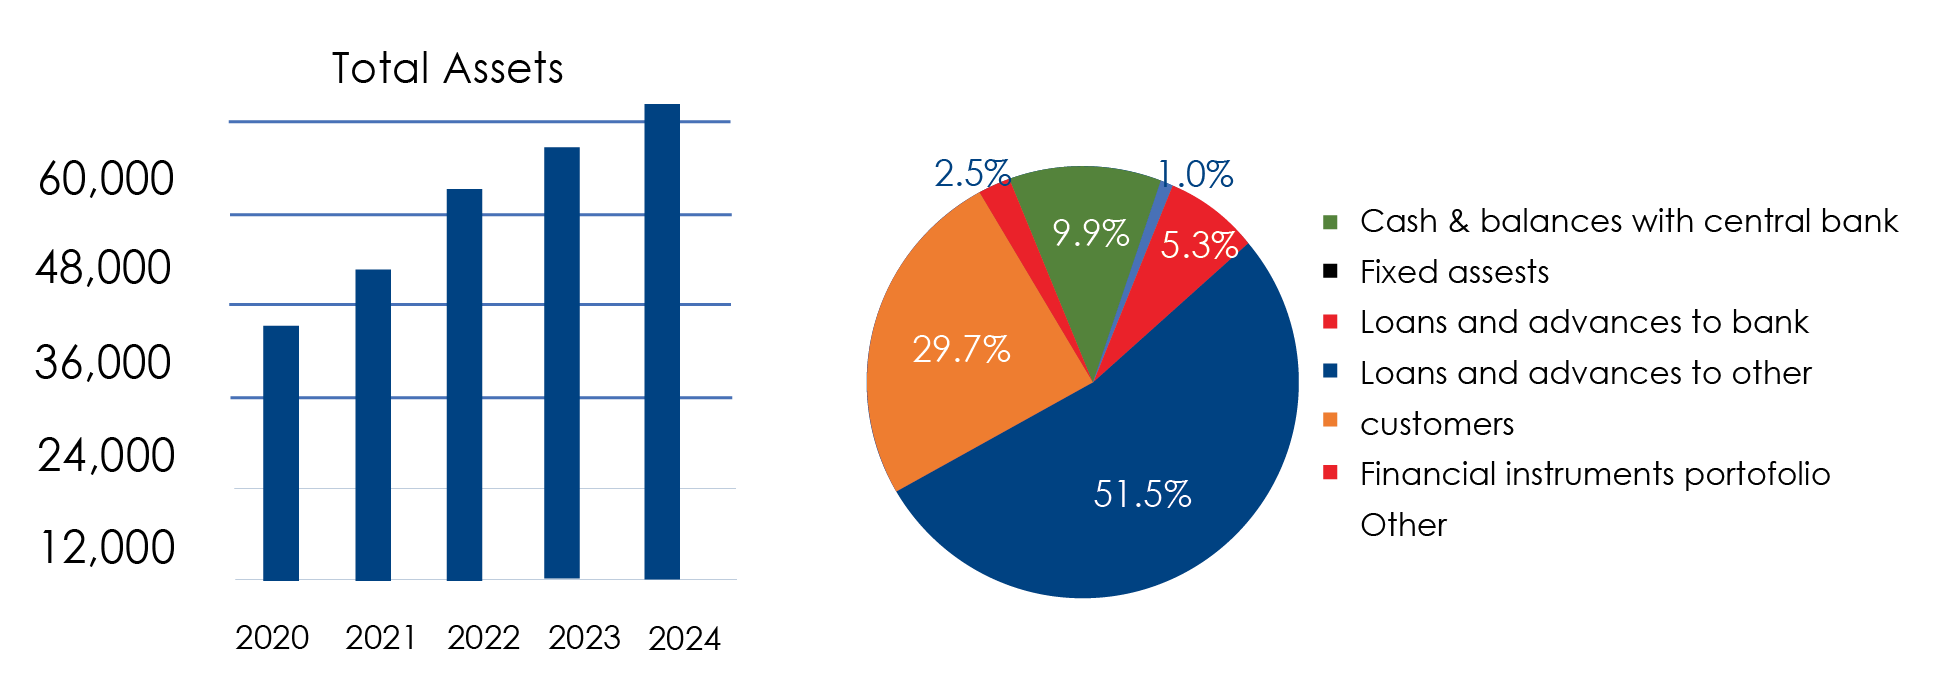 Total Assets
60,000
48,000
36,000
24,000
12,000
2020 2021 2022 2023 2024
2.5%
1.0%
9.9%
5.3%
29.7%
51.5%
Cash & balances with central bank
Fixed assests
Loans and advances to bank
Loans and advances to other
customers
Financial instruments portofolio
Other